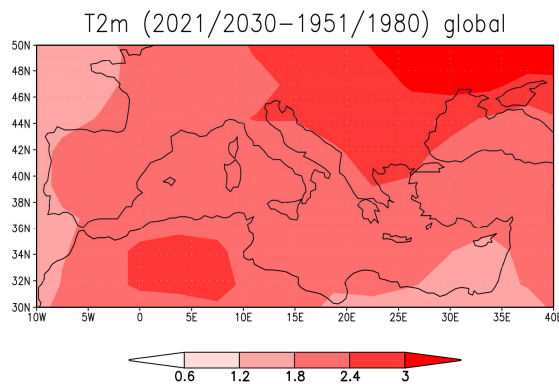 T2m (2021/2030-1951/1980) global
50N
48N
46N
44N
42N
40N
38N
36N
34N
32N
30N
10W 5W 0 5E 10E 15E 20E 25E 30E 35E 40E
0.6 1.2 1.8 2.4 3